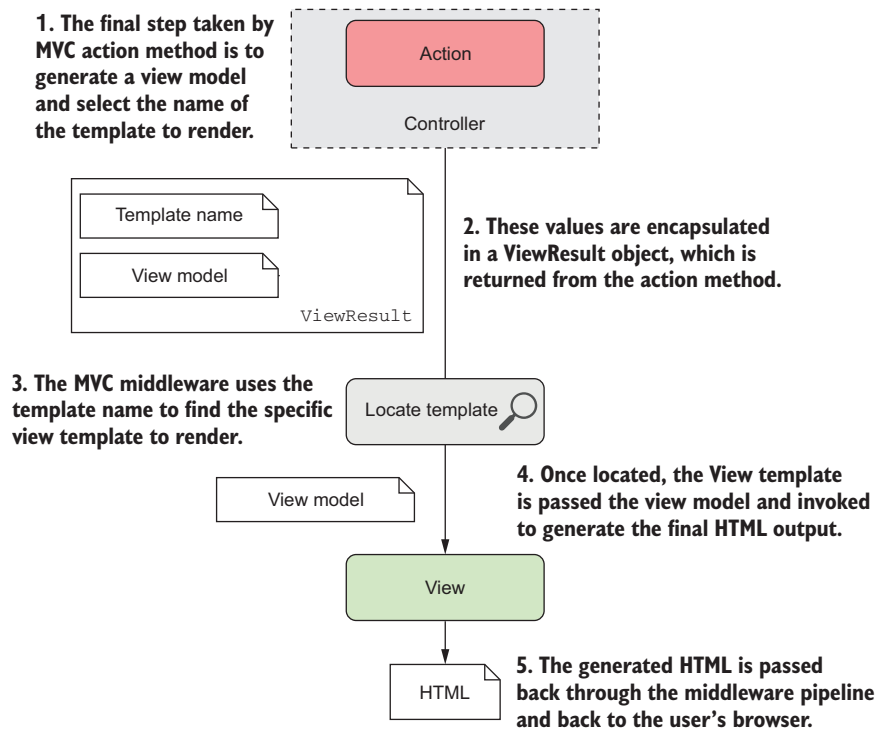 1. The final step taken by
MVC action method is to
generate a view model
and select the name of
the template to render.
Action
Controller
Template name
View model
ViewResult
2. These values are encapsulated
in a ViewResult object, which is
returned from the action method.
3. The MVC middleware uses the
template name to find the specific
view template to render.
Locate template
View model
4. Once located, the View template
is passed the view model and invoked
to generate the final HTML output.
View
HTML
5. The generated HTML is passed
back through the middleware pipeline
and back to the user’s browser.